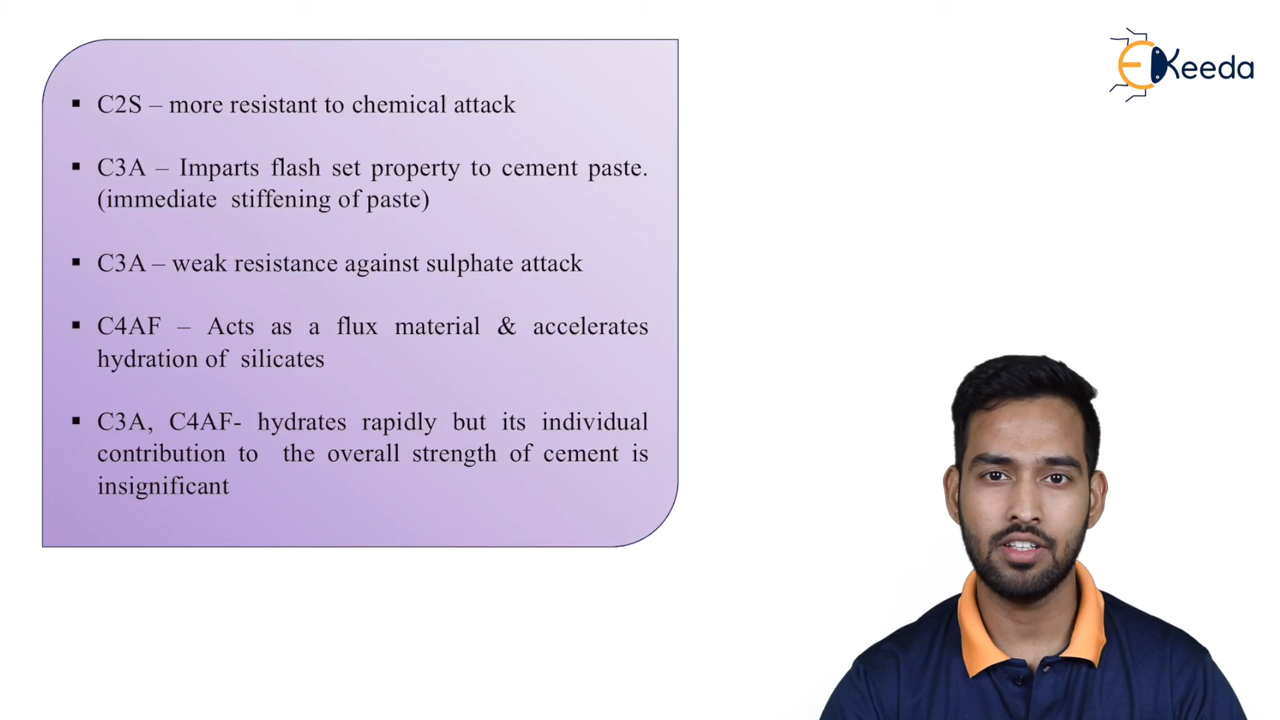 EKeeda
▪ C2S – more resistant to chemical attack
▪ C3A – Imparts flash set property to cement paste.
(immediate stiffening of paste)
▪ C3A – weak resistance against sulphate attack
▪ C4AF – Acts as a flux material & accelerates
hydration of silicates
▪ C3A, C4AF- hydrates rapidly but its individual
contribution to the overall strength of cement is
insignificant